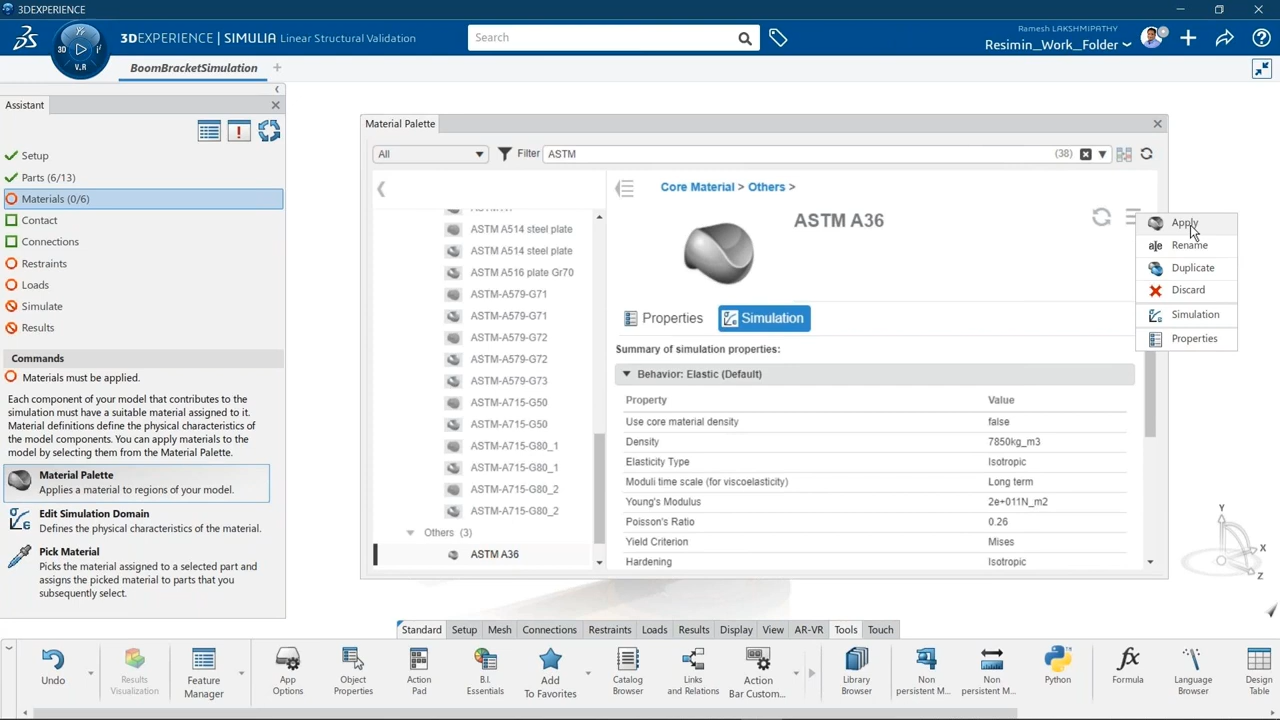 3DEXPERIENCE
3DEXPERIENCE | SIMULIA Linear Structural Validation
Search
Ramesh LAKSHMIPATHY
Resimin_Work_Folder
3D
V.R
BoomBracketSimulation
Assistant
Setup
Parts (6/13)
Materials (0/6)
Contact
Connections
Restraints
Loads
Simulate
Results
Commands
Materials must be applied.
Each component of your model that contributes to the
simulation must have a suitable material assigned to it.
Material definitions define the physical characteristics of
the model components. You can apply materials to the
model by selecting them from the Material Palette.
Material Palette
Applies a material to regions of your model.
Edit Simulation Domain
Defines the physical characteristics of the material.
Pick Material
Picks the material assigned to a selected part and
assigns the picked material to parts that you
subsequently select.
Material Palette
All
Filter
ASTM
(38)
ASTM A514 steel plate
ASTM A514 steel plate
ASTM A516 plate Gr70
ASTM-A579-G71
ASTM-A579-G71
ASTM-A579-G72
ASTM-A579-G72
ASTM-A579-G73
ASTM-A715-G50
ASTM-A715-G50
ASTM-A715-G80_1
ASTM-A715-G80_1
ASTM-A715-G80_2
ASTM-A715-G80_2
Others (3)
ASTM A36
Core Material > Others >
ASTM A36
Properties
Simulation
Summary of simulation properties:
Behavior: Elastic (Default)
Property Value
Use core material density false
Density 7850kg_m3
Elasticity Type Isotropic
Moduli time scale (for viscoelasticity) Long term
Young's Modulus 2e+011N_m2
Poisson's Ratio 0.26
Yield Criterion Mises
Hardening Isotropic
Apply
Rename
Duplicate
Discard
Simulation
Properties
Y
X
Z
Standard Setup Mesh Connections Restraints Loads Results Display View AR-VR Tools Touch
Undo
Results
Visualization
Feature
Manager
App
Options
Object
Properties
Action
Pad
B.I.
Essentials
Add
To Favorites
Catalog
Browser
Links
and Relations
Action
Bar Custom...
Library
Browser
Non
persistent M...
Non
persistent M...
Python
Formula
Language
Browser
Design
Table